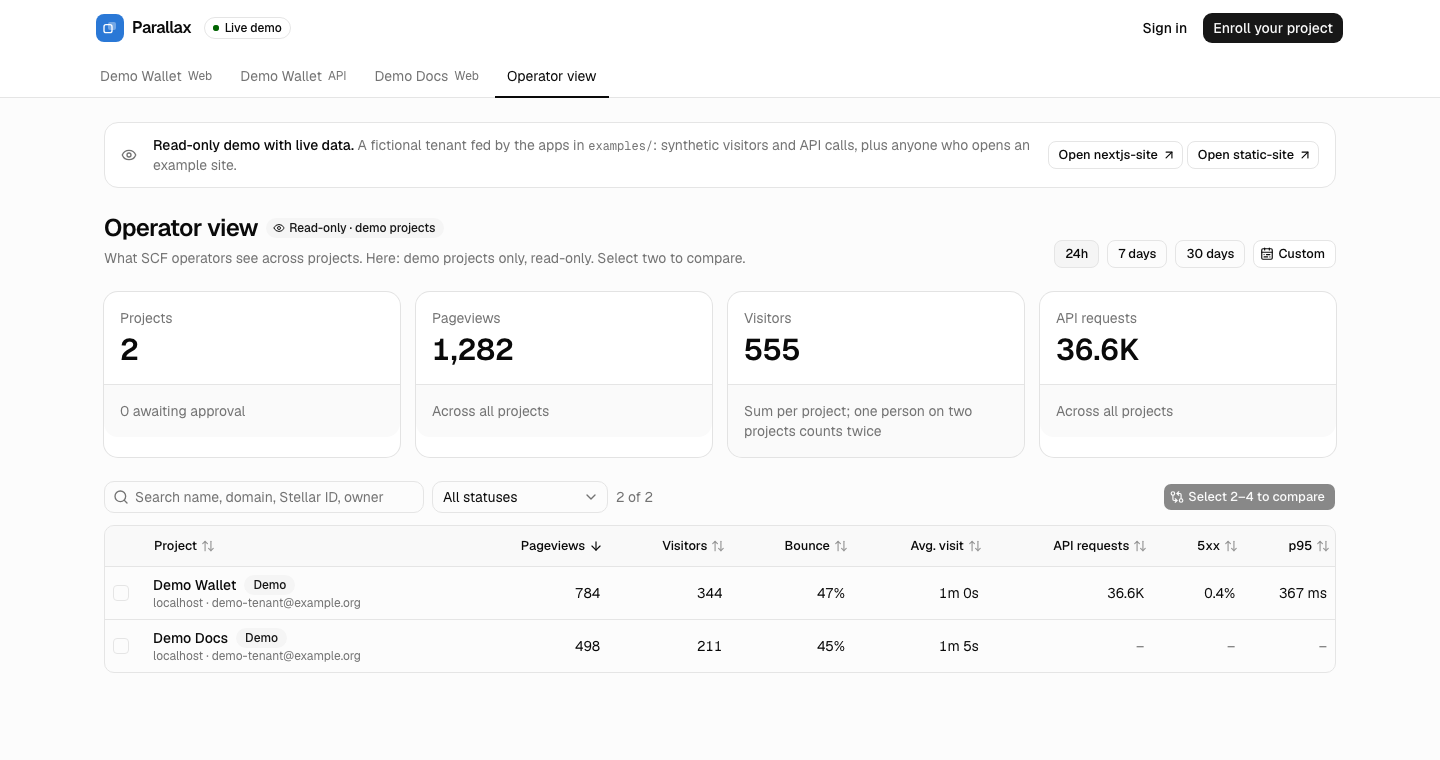 Parallax
Live demo
Sign in
Enroll your project
Demo Wallet Web
Demo Wallet API
Demo Docs Web
Operator view
Read-only demo with live data. A fictional tenant fed by the apps in examples/: synthetic visitors and API calls, plus anyone who opens an
example site.
Open nextjs-site
Open static-site
Operator view
Read-only · demo projects
What SCF operators see across projects. Here: demo projects only, read-only. Select two to compare.
24h
7 days
30 days
Custom
Projects
2
0 awaiting approval
Pageviews
1,282
Across all projects
Visitors
555
Sum per project; one person on two
projects counts twice
API requests
36.6K
Across all projects
Search name, domain, Stellar ID, owner
All statuses
2 of 2
Select 2–4 to compare
Project Pageviews Visitors Bounce Avg. visit API requests 5xx p95
Demo Wallet Demo 784 344 47% 1m 0s 36.6K 0.4% 367 ms
localhost · demo-tenant@example.org
Demo Docs Demo 498 211 45% 1m 5s – – –
localhost · demo-tenant@example.org